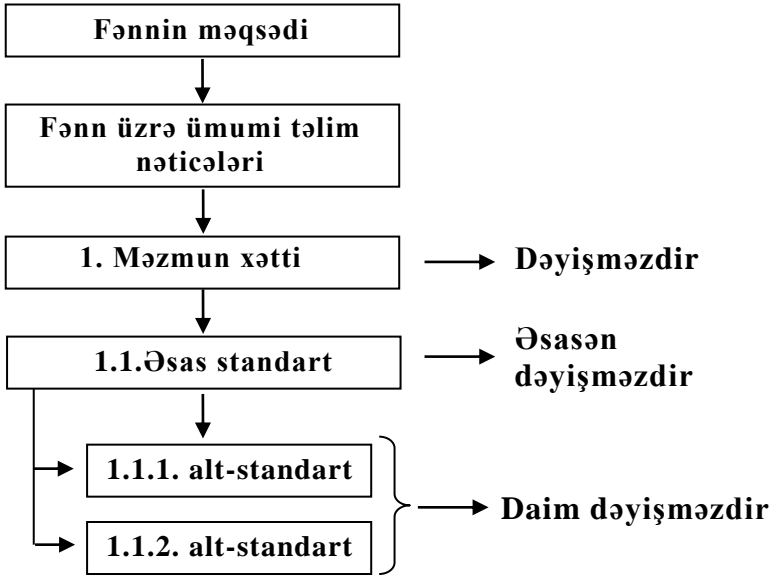 Fənnin məqsədi
Fənn üzrə ümumi təlim
nəticələri
1. Məzmun xətti
Dəyişməzdir
1.1.Əsas standart
Əsasən
dəyişməzdir
1.1.1. alt-standart
1.1.2. alt-standart
Daim dəyişməzdir